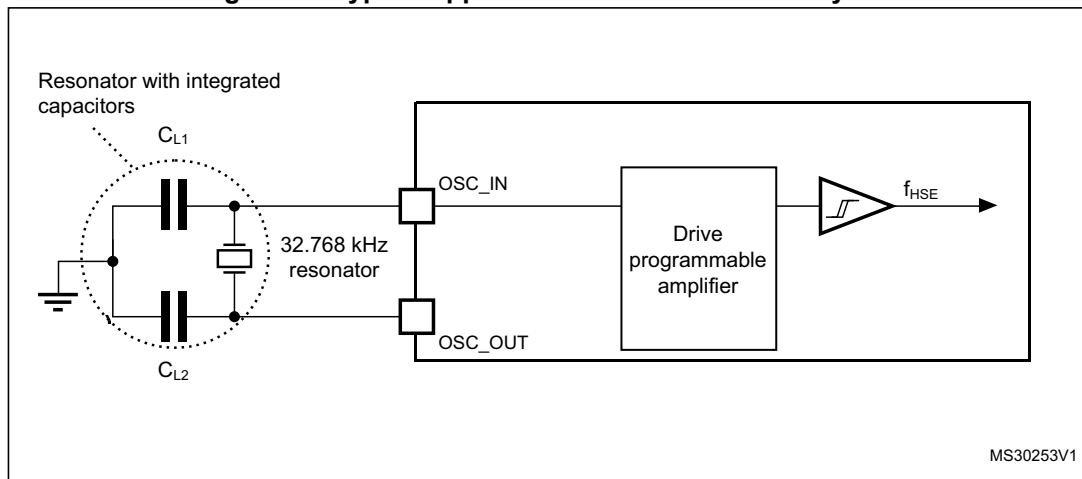 Resonator with integrated
capacitors
CL1
OSC_IN
fHSE
32.768 kHz
resonator
Drive
programmable
amplifier
OSC_OUT
CL2
MS30253V1